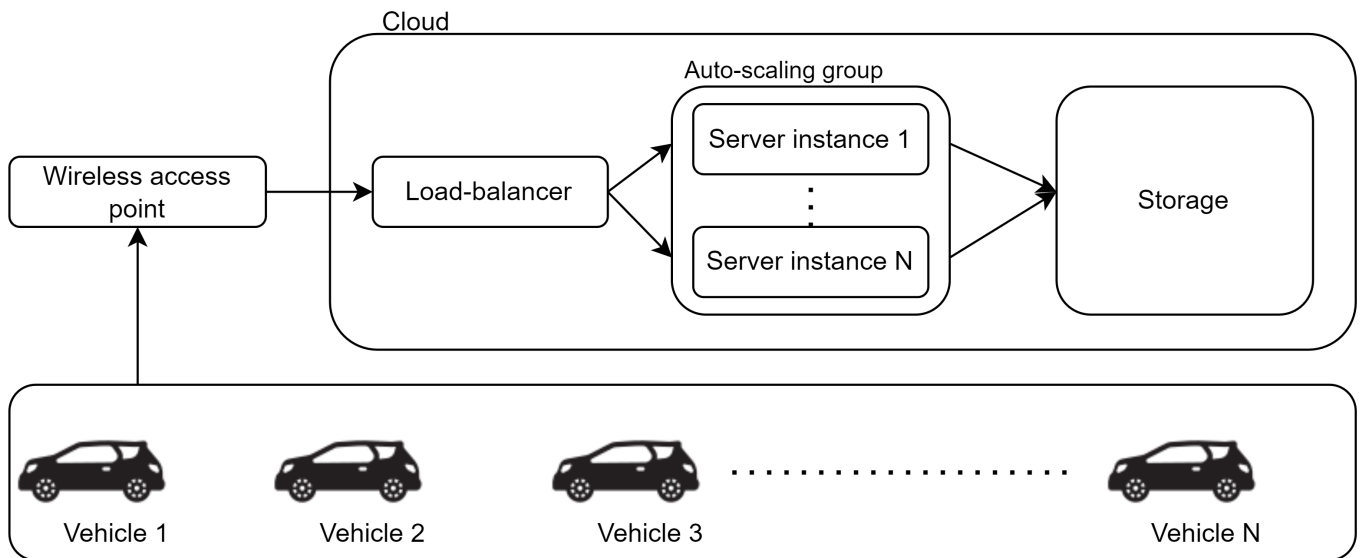 Cloud
Auto-scaling group
Server instance 1
Wireless access
point
Load-balancer
Storage
Server instance N
Vehicle 1
Vehicle 2
Vehicle 3
Vehicle N